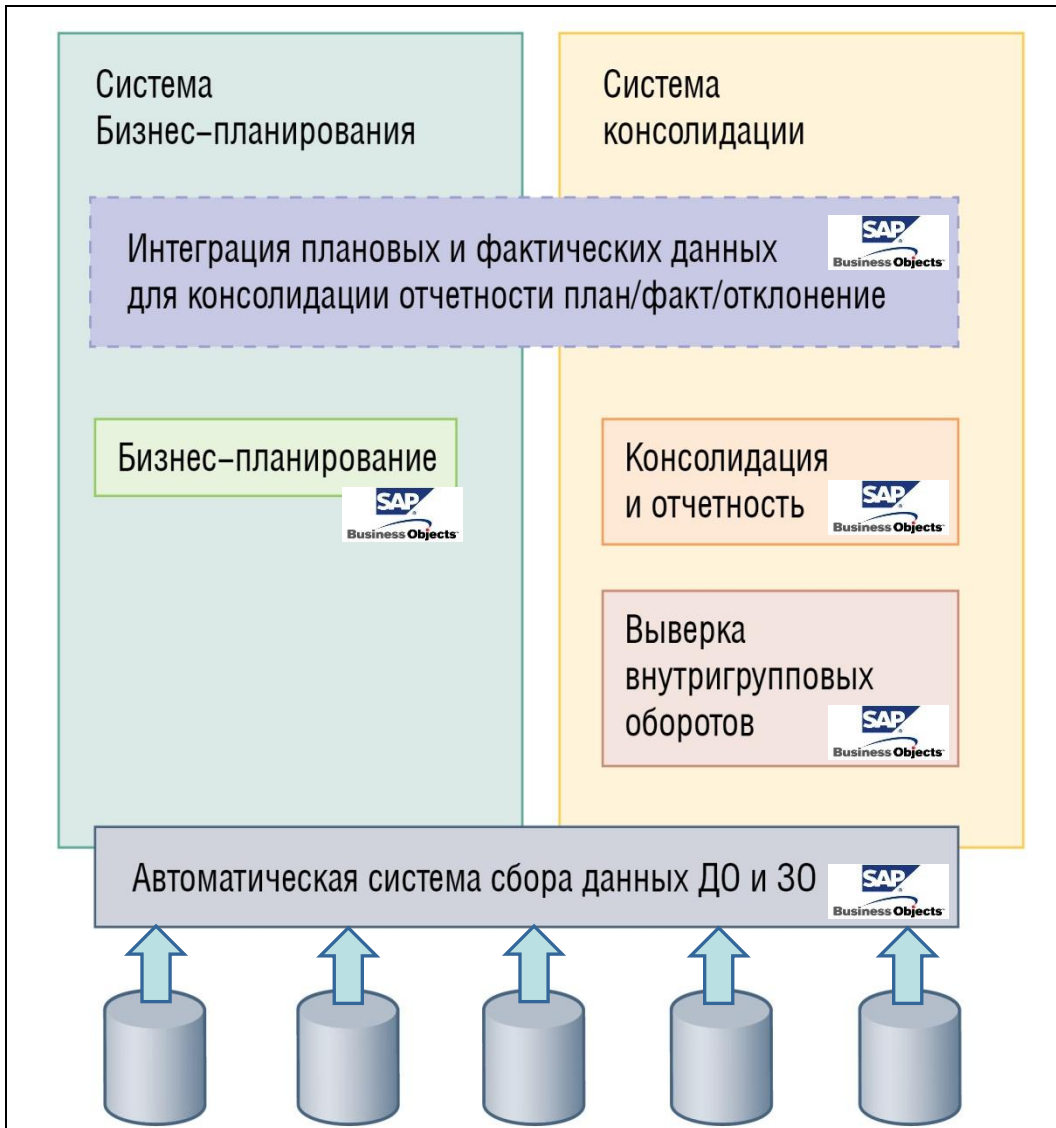 Система
Бизнес–планирования
Система
консолидации
Интеграция плановых и фактических данных
для консолидации отчетности план/факт/отклонение
SAP
Business Objects
Бизнес–планирование
SAP
Business Objects
Консолидация
и отчетность
SAP
Business Objects
Выверка
внутригрупповых
оборотов
SAP
Business Objects
Автоматическая система сбора данных ДО и ЗО
SAP
Business Objects